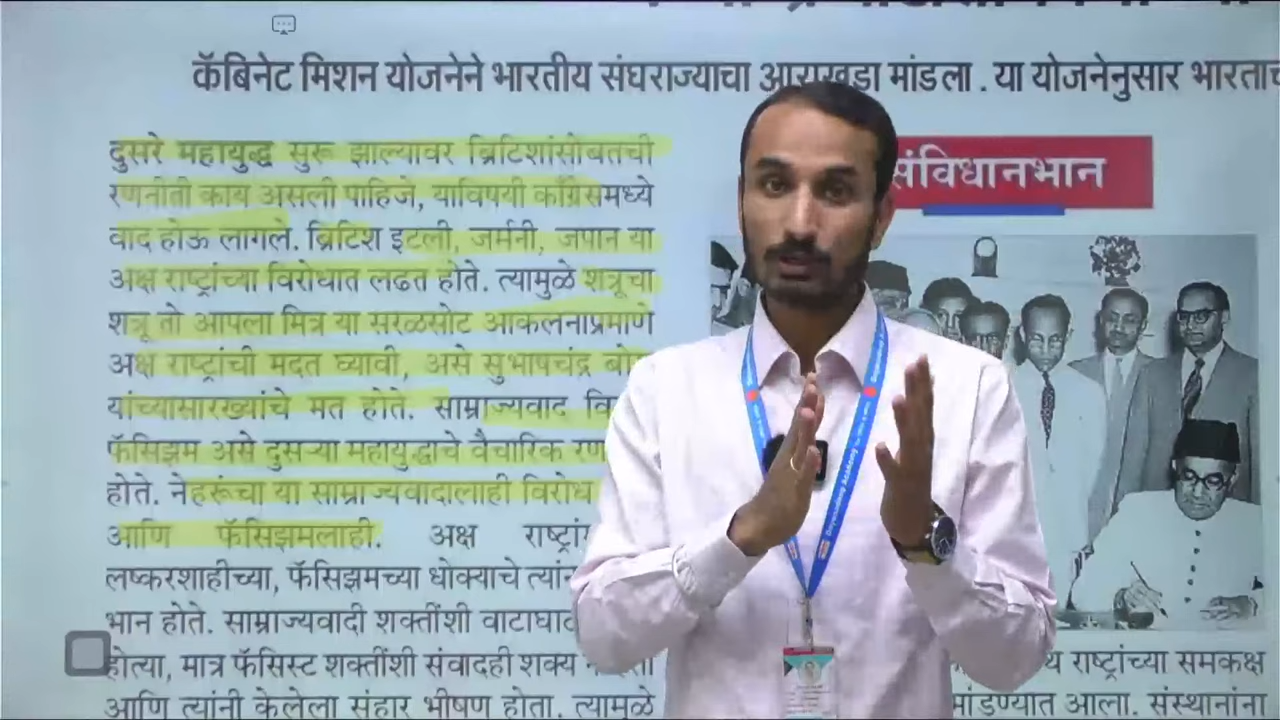 कॅबिनेट मिशन योजनेने भारतीय संघराज्याचा आराखडा मांडला . या योजनेनुसार
दुसरे महायुद्ध सुरू झाल्यावर ब्रिटिशांसोबतची
रणनीती काय असली पाहिजे, याविषयी काँग्रेसमध्ये
वाद होऊ लागले. ब्रिटिश इटली, जर्मनी, जपान या
अक्ष राष्ट्रांच्या विरोधात लढत होते. त्यामुळे शत्रूचा
शत्रू तो आपला मित्र या सरळसोट आकलनाप्रमाणे
अक्ष राष्ट्रांची मदत घ्यावी, असे सुभाषचंद्र
यांच्यासारख्यांचे मत होते. साम्राज्यवाद
फॅसिझम असे दुसऱ्या महायुद्धाचे वैचारिक
होते. नेहरूंचा या साम्राज्यवादालाही विरोध
आणि फॅसिझमलाही. अक्ष
लष्करशाहीच्या, फॅसिझमच्या धोक्याचे
भान होते. साम्राज्यवादी शक्तींशी
होत्या, मात्र फॅसिस्ट शक्तींशी संवादही शक्य
आणि त्यांनी केलेला संहार भीषण होता. त्यामुळे
संविधानभान
राष्ट्रांच्या समकक्ष
मांडण्यात आला. संस्थानांना